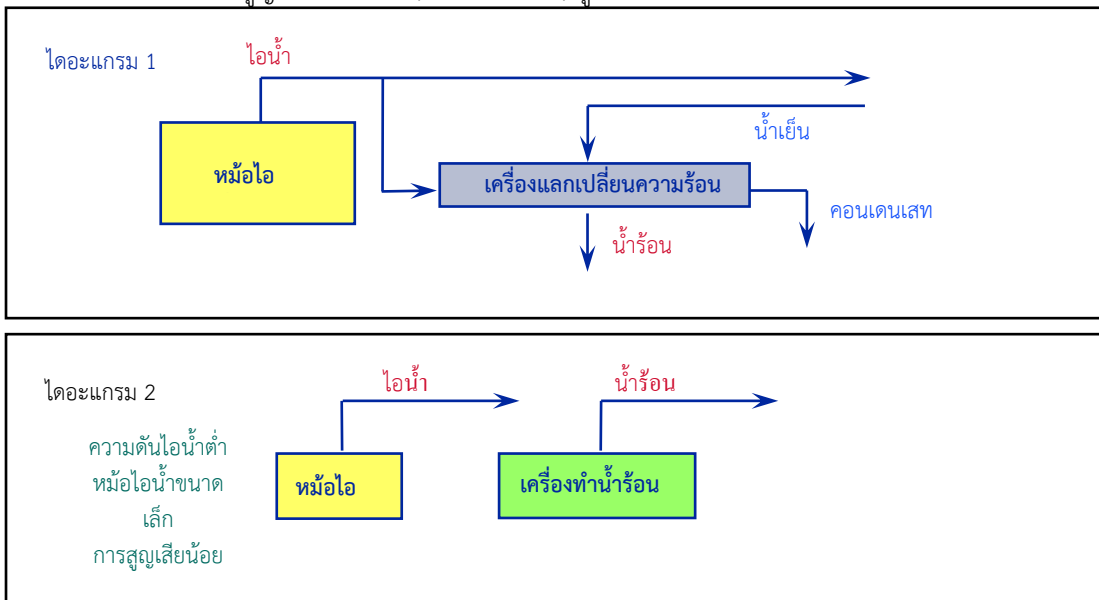 ไดอะแกรม 1
ไอน้ำ
น้ำเย็น
หม้อไอ
เครื่องแลกเปลี่ยนความร้อน
คอนเดนเสท
น้ำร้อน
ไดอะแกรม 2
ไอน้ำ
น้ำร้อน
ความดันไอน้ำต่ำ
หม้อไอน้ำขนาด
เล็ก
การสูญเสียน้อย
หม้อไอ
เครื่องทำน้ำร้อน